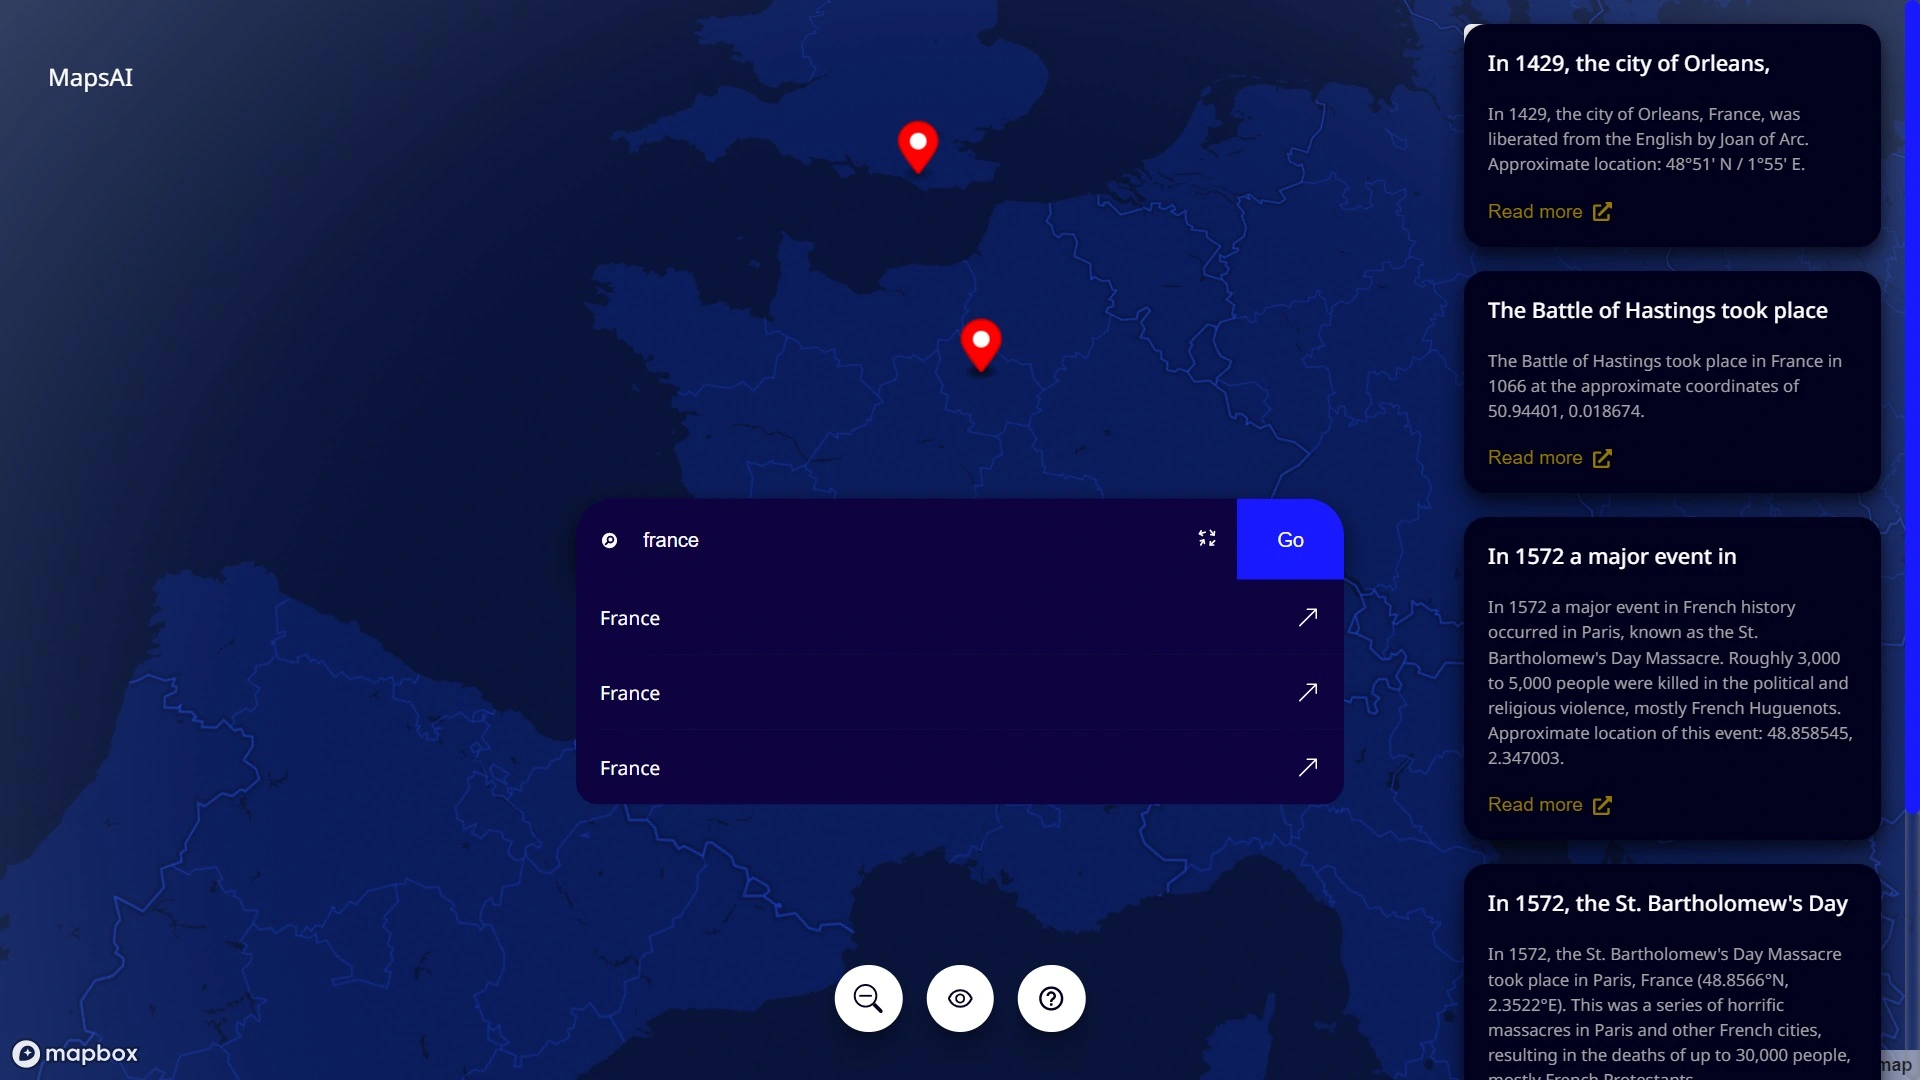 MapsAI
france
Go
France
France
France
In 1429, the city of Orleans,
In 1429, the city of Orleans, France, was
liberated from the English by Joan of Arc.
Approximate location: 48°51' N / 1°55' E.
Read more
The Battle of Hastings took place
The Battle of Hastings took place in France in
1066 at the approximate coordinates of
50.94401, 0.018674.
Read more
In 1572 a major event in
In 1572 a major event in French history
occurred in Paris, known as the St.
Bartholomew's Day Massacre. Roughly 3,000
to 5,000 people were killed in the political and
religious violence, mostly French Huguenots.
Approximate location of this event: 48.858545,
2.347003.
Read more
In 1572, the St. Bartholomew's Day
In 1572, the St. Bartholomew's Day Massacre
took place in Paris, France (48.8566°N,
2.3522°E). This was a series of horrific
massacres in Paris and other French cities,
resulting in the deaths of up to 30,000 people,
mostly French Protestants.
mapbox
map